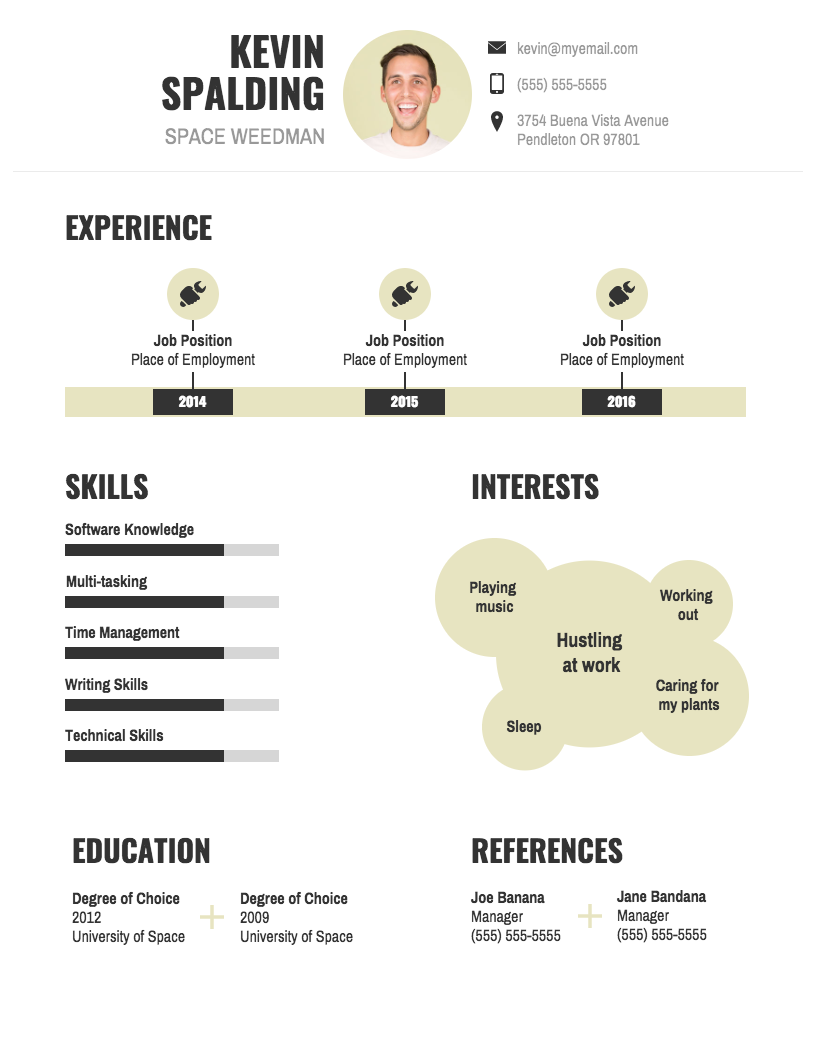 KEVIN
SPALDING
SPACE WEEDMAN
kevin@myemail.com
(555) 555-5555
3754 Buena Vista Avenue
Pendleton OR 97801
EXPERIENCE
Job Position
Place of Employment
2014
Job Position
Place of Employment
2015
Job Position
Place of Employment
2016
SKILLS
Software Knowledge
Multi-tasking
Time Management
Writing Skills
Technical Skills
INTERESTS
Playing
music
Working
out
Hustling
at work
Caring for
my plants
Sleep
EDUCATION
Degree of Choice
2012
University of Space
Degree of Choice
2009
University of Space
REFERENCES
Joe Banana
Manager
(555) 555-5555
Jane Bandana
Manager
(555) 555-5555